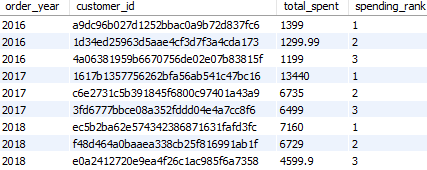 order_year customer_id total_spent spending_rank
2016 a9dc96b027d1252bbac0a9b72d837fc6 1399 1
2016 1d34ed25963d5aae4cf3d7f3a4cda173 1299.99 2
2016 4a06381959b6670756de02e07b83815f 1199 3
2017 1617b1357756262bfa56ab541c47bc16 13440 1
2017 c6e2731c5b391845f6800c97401a43a9 6735 2
2017 3fd6777bbce08a352fddd04e4a7cc8f6 6499 3
2018 ec5b2ba62e574342386871631fafd3fc 7160 1
2018 f48d464a0baaea338cb25f816991ab1f 6729 2
2018 e0a2412720e9ea4f26c1ac985f6a7358 4599.9 3